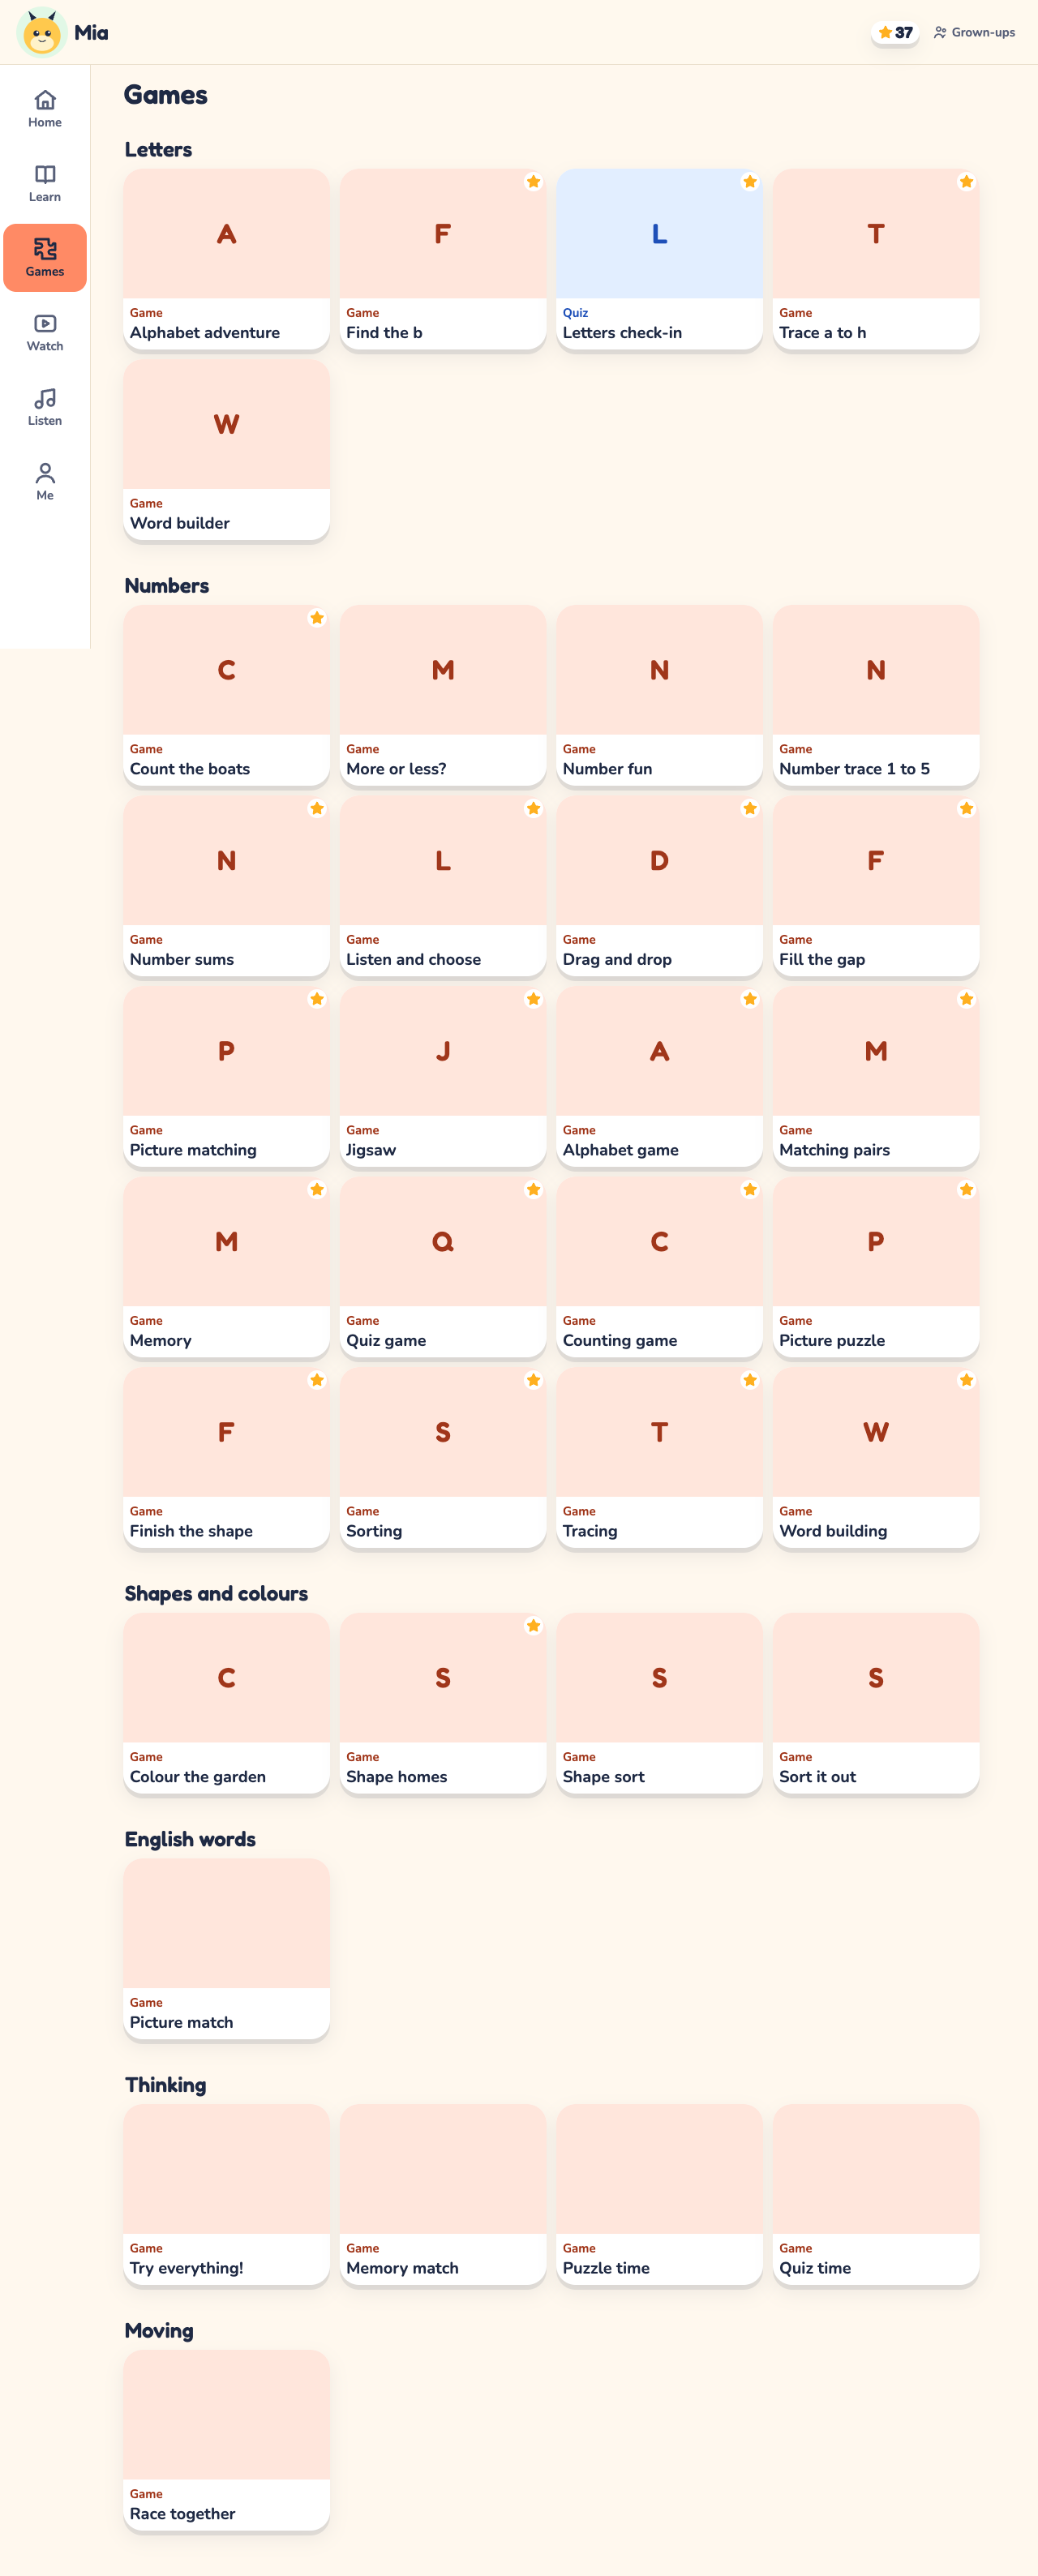 Mia
37
Grown-ups
Home
Learn
Games
Watch
Listen
Me
Games
Letters
A
Game
Alphabet adventure
F
Game
Find the b
L
Quiz
Letters check-in
T
Game
Trace a to h
W
Game
Word builder
Numbers
C
Game
Count the boats
M
Game
More or less?
N
Game
Number fun
N
Game
Number trace 1 to 5
N
Game
Number sums
L
Game
Listen and choose
D
Game
Drag and drop
F
Game
Fill the gap
P
Game
Picture matching
J
Game
Jigsaw
A
Game
Alphabet game
M
Game
Matching pairs
M
Game
Memory
Q
Game
Quiz game
C
Game
Counting game
P
Game
Picture puzzle
F
Game
Finish the shape
S
Game
Sorting
T
Game
Tracing
W
Game
Word building
Shapes and colours
C
Game
Colour the garden
S
Game
Shape homes
S
Game
Shape sort
S
Game
Sort it out
English words
Game
Picture match
Thinking
Game
Try everything!
Game
Memory match
Game
Puzzle time
Game
Quiz time
Moving
Game
Race together